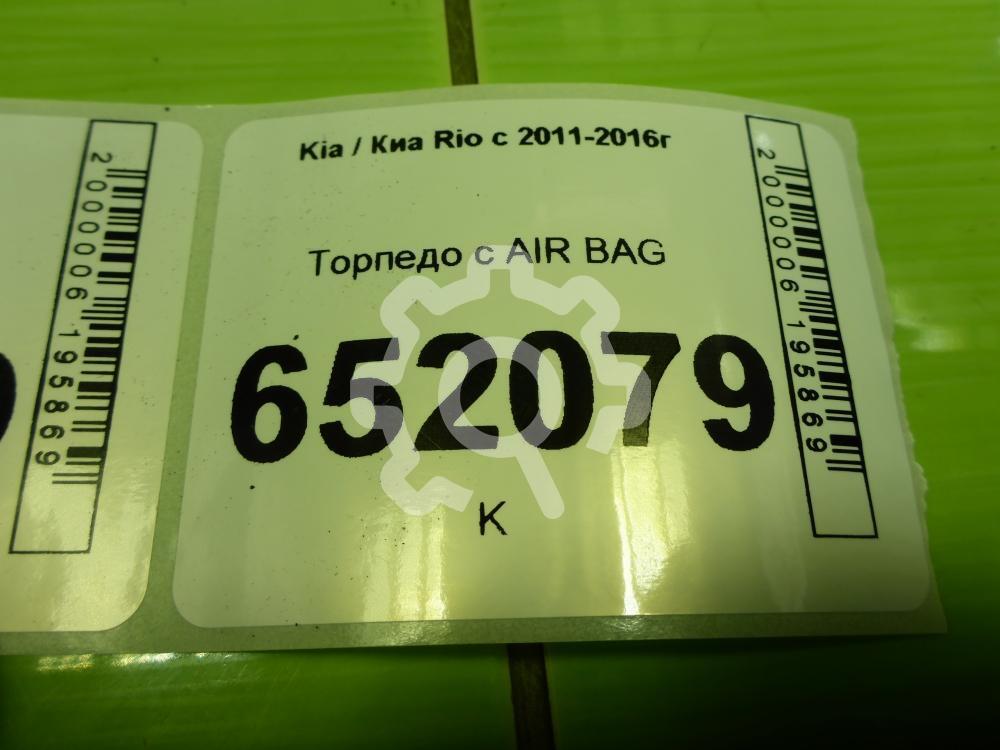 2000006195869
Kia / Киа Rio с 2011-2016г
Торпедо с AIR BAG
652079
К
2000006195869